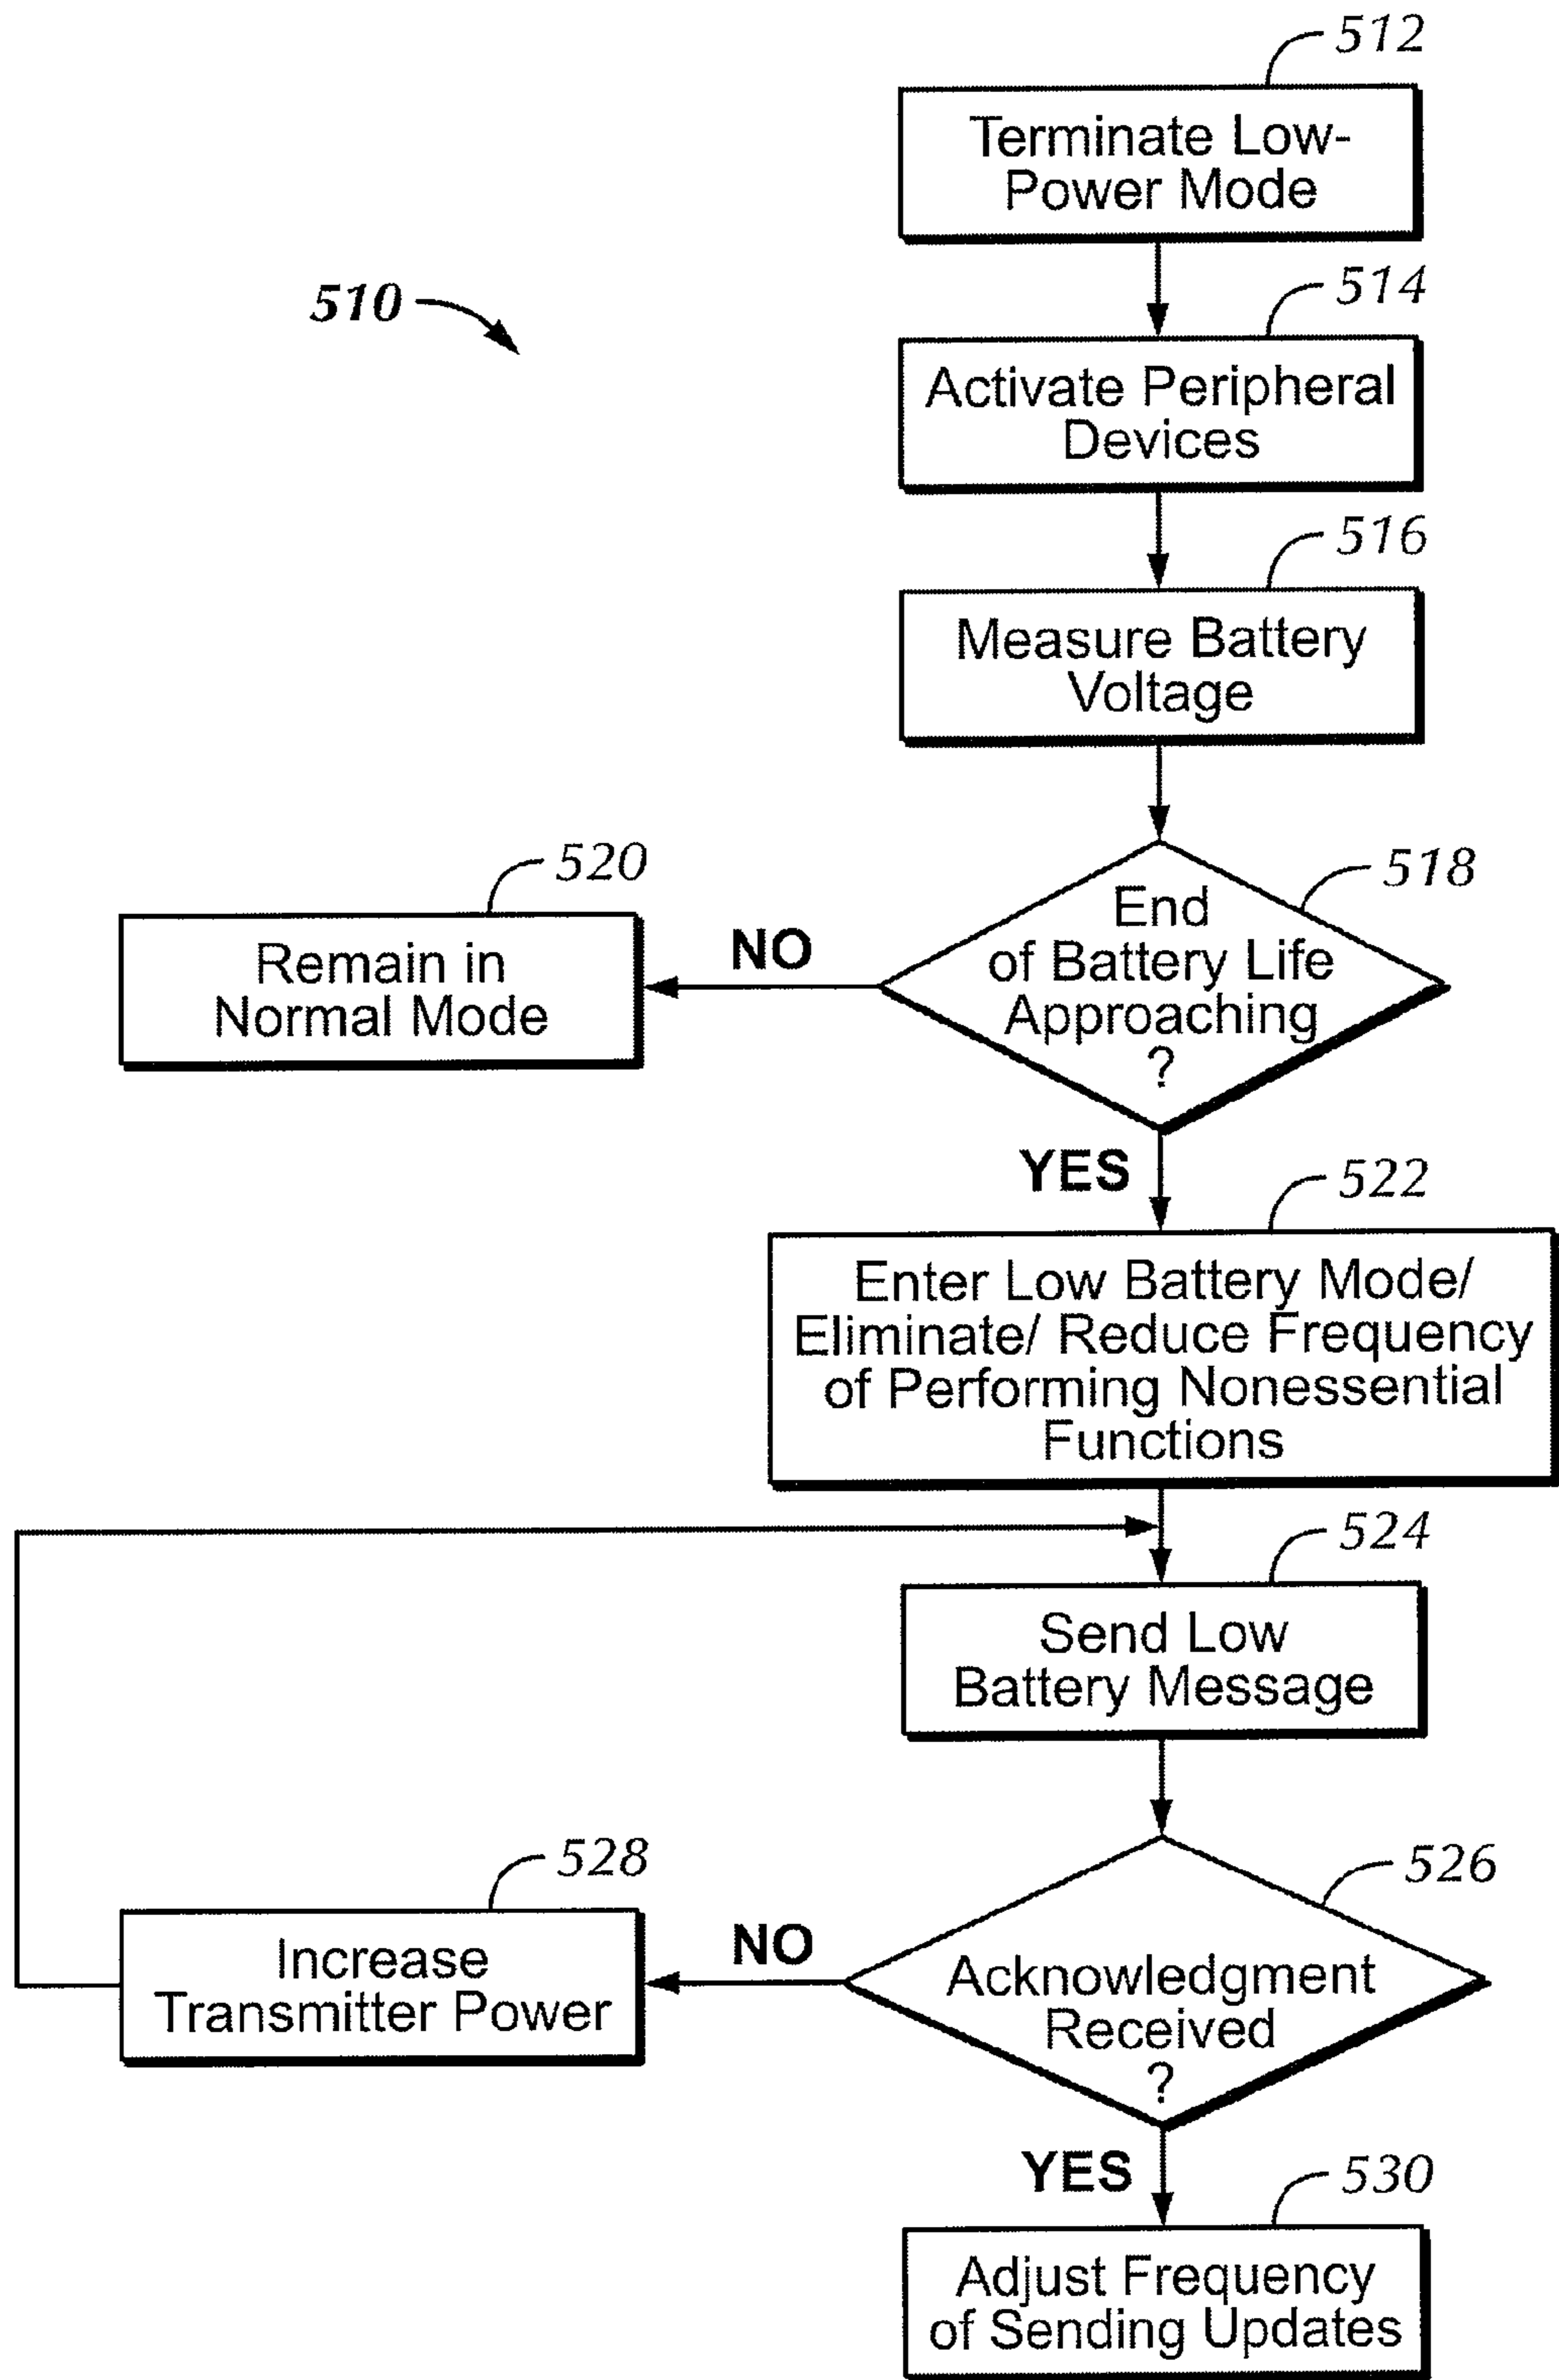 512
Terminate Low-
Power Mode
510
514
Activate Peripheral
Devices
516
Measure Battery
Voltage
518
End
of Battery Life
Approaching
?
NO
520
Remain in
Normal Mode
YES
522
Enter Low Battery Mode/
Eliminate/ Reduce Frequency
of Performing Nonessential
Functions
524
Send Low
Battery Message
526
Acknowledgment
Received
?
NO
528
Increase
Transmitter Power
YES
530
Adjust Frequency
of Sending Updates